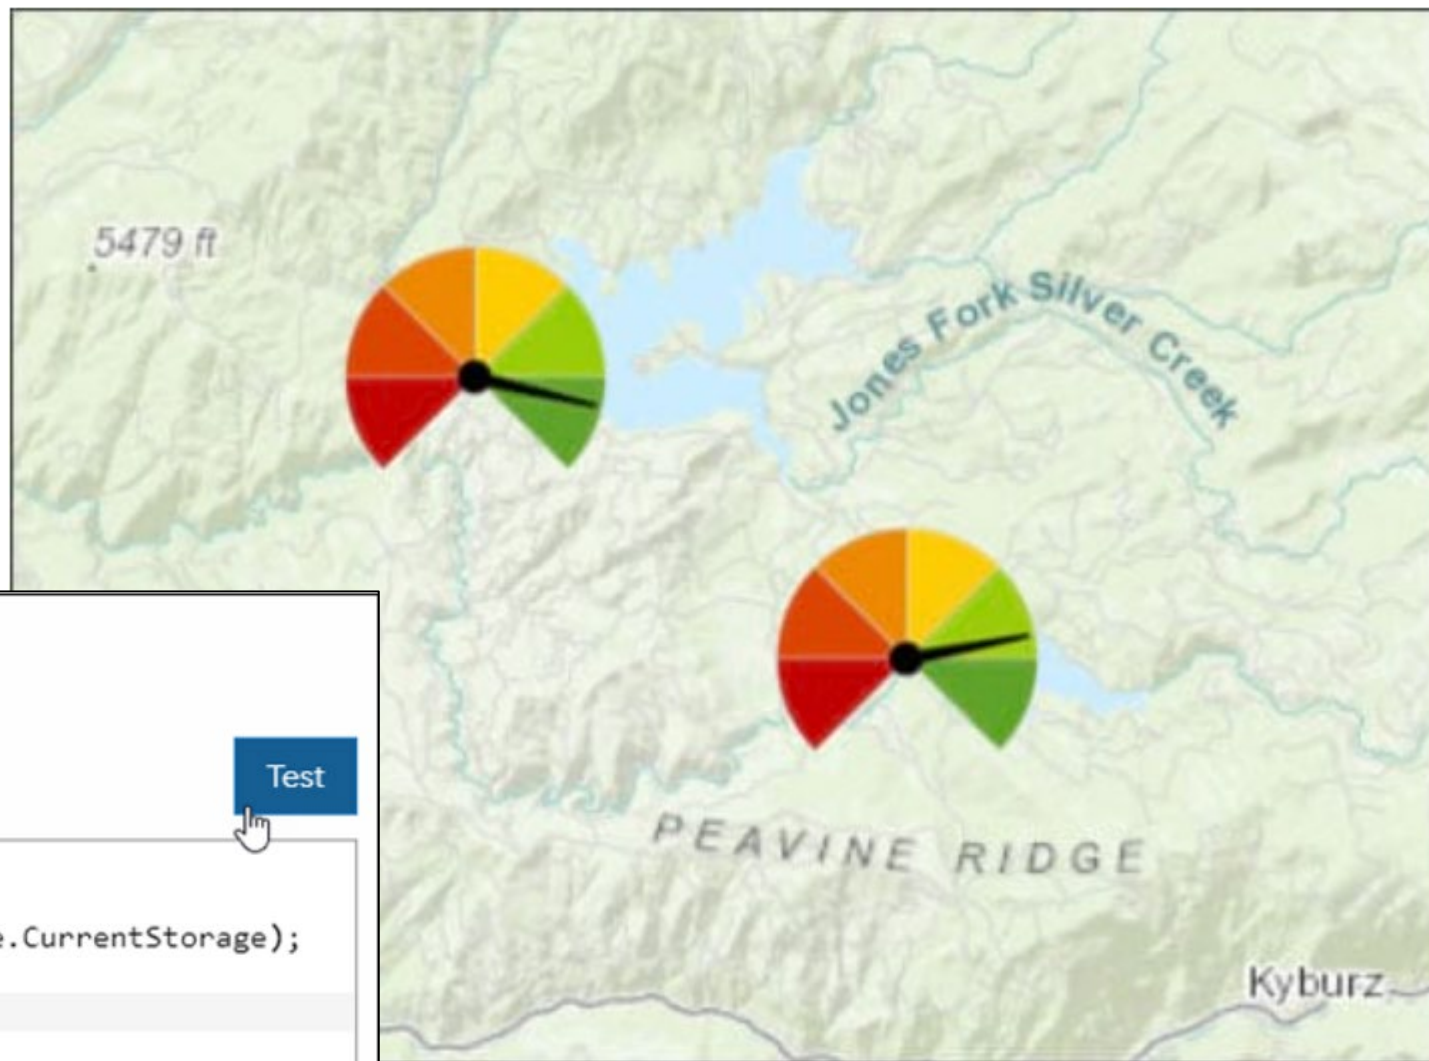 5479 ft
Jones Fork Silver Creek
Test
.CurrentStorage);
PEAVINE RIDGE
Kyburz